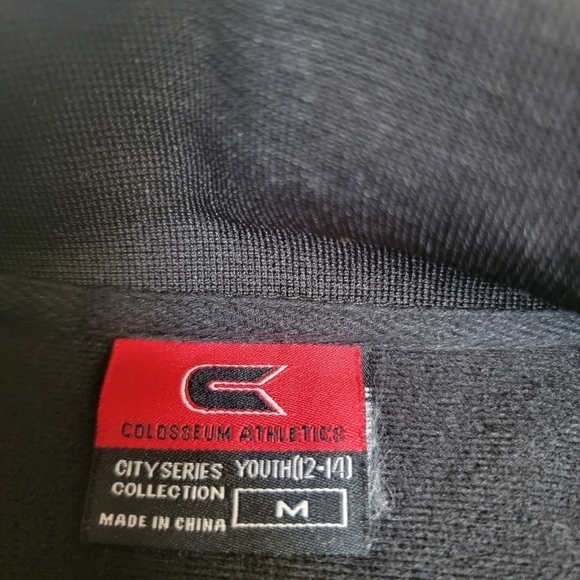 COLOSSEUM ATHLETICS
CITY SERIES YOUTH(12-14)
COLLECTION M
MADE IN CHINA